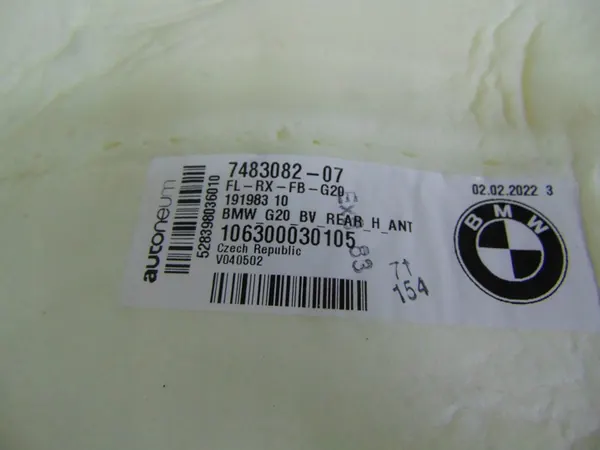 autoneum
528398036010
7483082-07
FL-RX-FB-G20
191983 10
BMW_G20_BV_REAR_H_ANT
106300030105
Czech Republic
V040502
02.02.2022 3
BMW
154